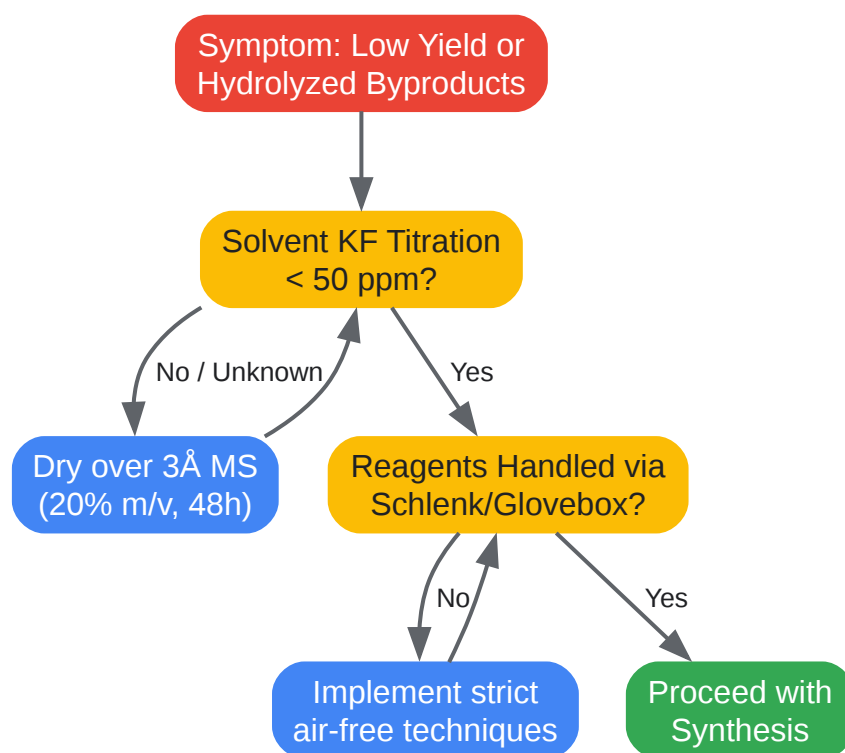 Symptom: Low Yield or
Hydrolyzed Byproducts
Solvent KF Titration
< 50 ppm?
No / Unknown
Yes
Dry over 3Å MS
(20% m/v, 48h)
Reagents Handled via
Schlenk/Glovebox?
No
Yes
Implement strict
air-free techniques
Proceed with
Synthesis